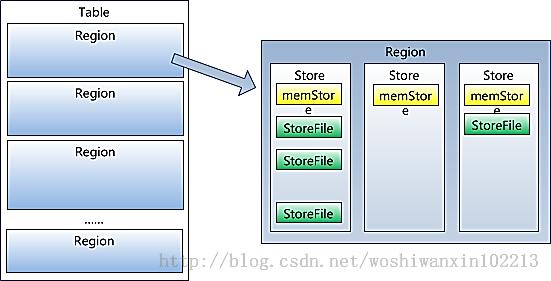 Table
Region
Region
Region
......
Region
Region
Store
memStor
e
StoreFile
StoreFile
StoreFile
Store
memStor
e
Store
memStor
e
StoreFile
http://blog.csdn.net/woshiwanxin102213